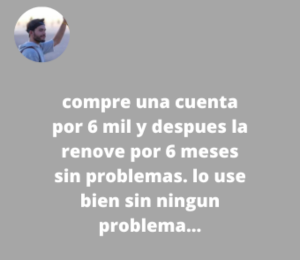 compre una cuenta
por 6 mil y despues la
renove por 6 meses
sin problemas. lo use
bien sin ningun
problema...